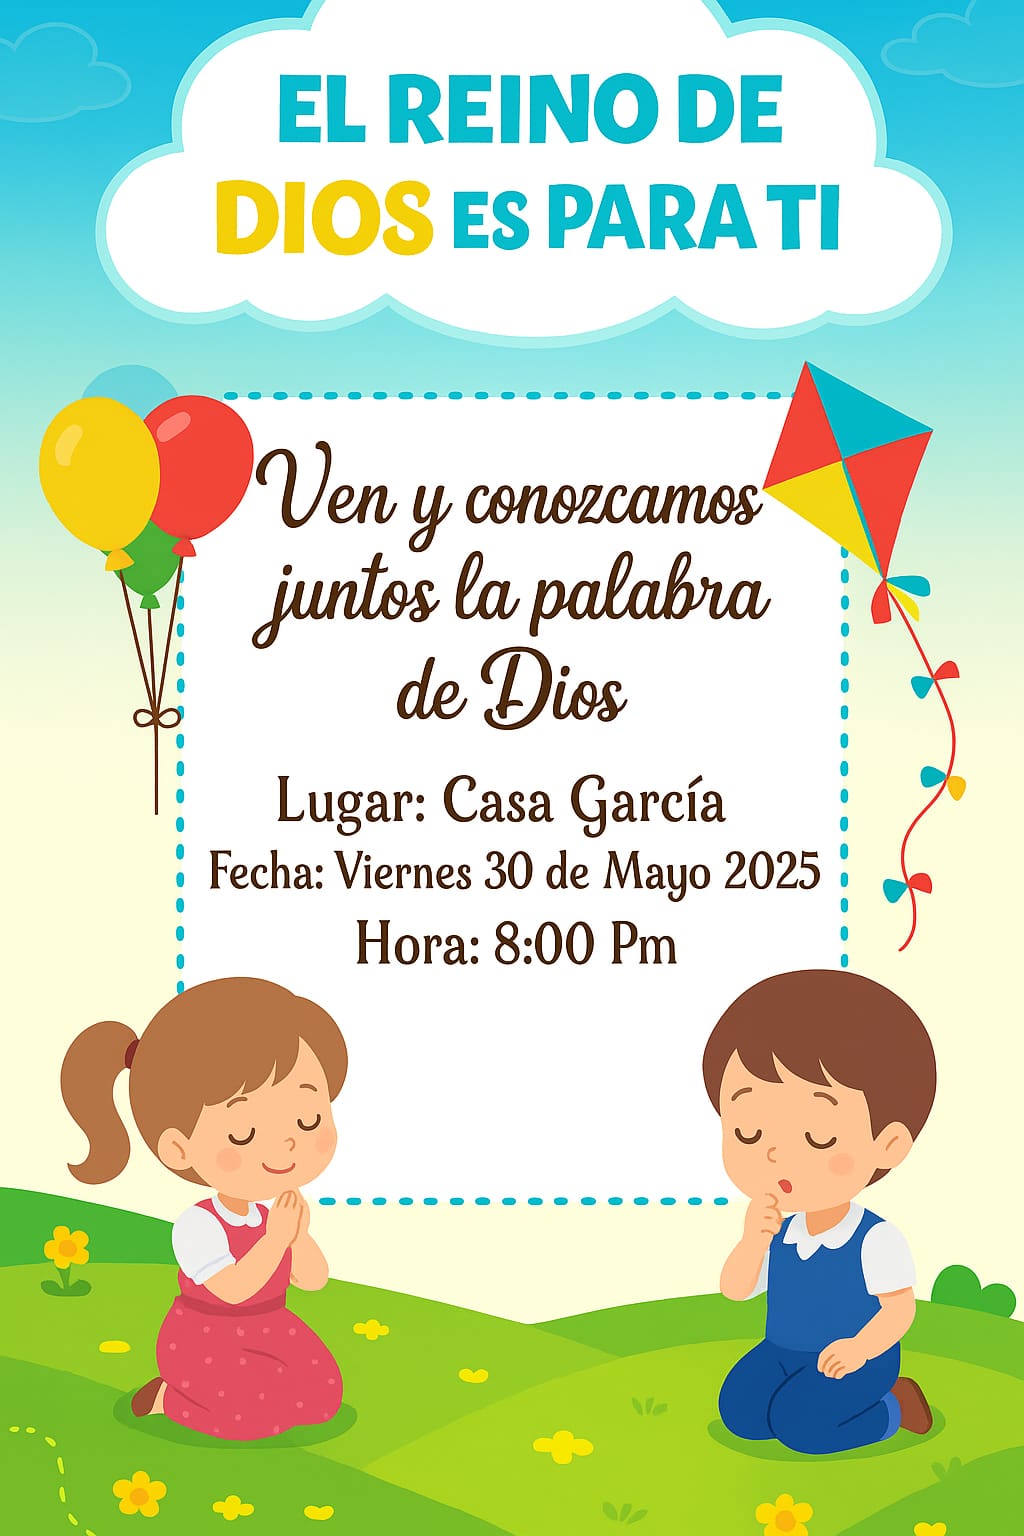 EL REINO DE
DIOS ES PARA TI
Ven y conozcamos
juntos la palabra
de Dios
Lugar: Casa García
Fecha: Viernes 30 de Mayo 2025
Hora: 8:00 Pm